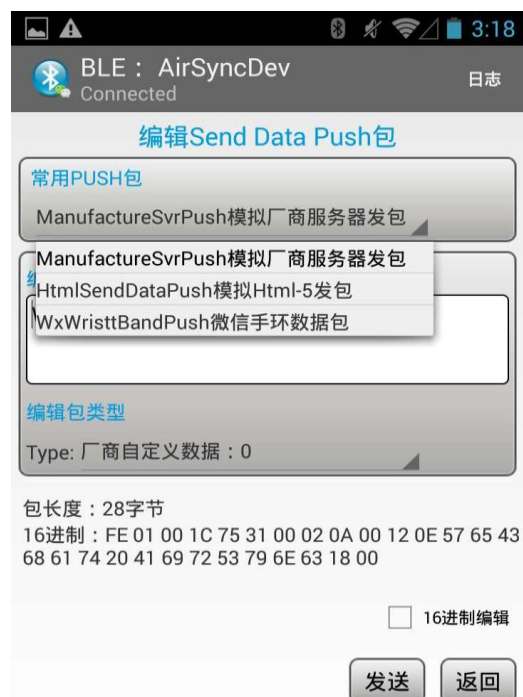 3:18
BLE： AirSyncDev
Connected
日志
编辑Send Data Push包
常用PUSH包
ManufactureSvrPush模拟厂商服务器发包
ManufactureSvrPush模拟厂商服务器发包
HtmlSendDataPush模拟Html-5发包
WxWristtBandPush微信手环数据包
编辑包类型
Type: 厂商自定义数据：0
包长度：28字节
16进制：FE 01 00 1C 75 31 00 02 0A 00 12 0E 57 65 43
68 61 74 20 41 69 72 53 79 6E 63 18 00
16进制编辑
发送
返回